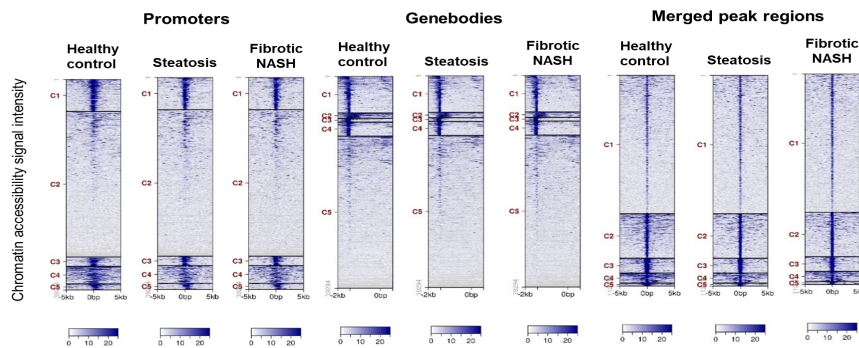 Promoters
Genebodies
Merged peak regions
Healthy control
Steatosis
Fibrotic NASH
Healthy control
Steatosis
Fibrotic NASH
Healthy control
Steatosis
Fibrotic NASH
Chromatin accessibility signal intensity
C1
C2
C3
C4
C5
C1
C2
C3
C4
C5
C1
C2
C3
C4
C5
C1
C2
C3
C4
C5
C1
C2
C3
C4
C5
C1
C2
C3
C4
C5
C1
C2
C3
C4
C5
C1
C2
C3
C4
C5
C1
C2
C3
C4
C5
-5kb 0bp 5kb
-5kb 0bp 5kb
-5kb 0bp 5kb
-2kb 0bp
-2kb 0bp
-2kb 0bp
-5kb 0bp 5kb
-5kb 0bp 5kb
-5kb 0bp 5kb
0 10 20
0 10 20
0 10 20
0 10 20
0 10 20
0 10 20
0 10 20
0 10 20
0 10 20